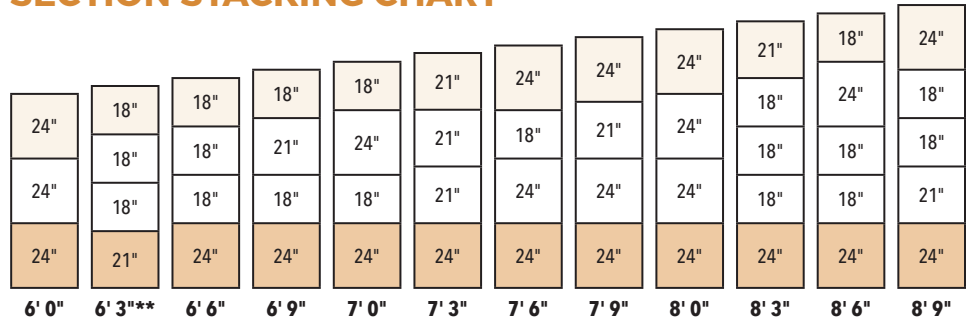 SECTION STACKING CHART
24" 24" 24" 6' 0"
18" 18" 18" 21" 6' 3"**
18" 18" 18" 24" 6' 6"
18" 21" 18" 24" 6' 9"
18" 24" 18" 24" 7' 0"
21" 21" 21" 24" 7' 3"
24" 18" 24" 24" 7' 6"
24" 21" 24" 24" 7' 9"
24" 24" 24" 24" 8' 0"
21" 18" 18" 18" 24" 8' 3"
18" 24" 18" 18" 24" 8' 6"
24" 18" 18" 21" 24" 8' 9"